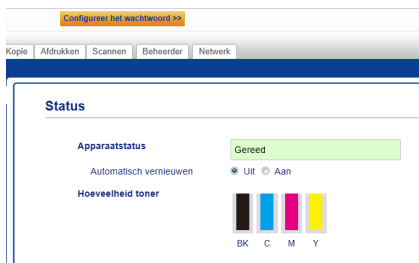 Configureer het wachtwoord >>
Kopie Afdrukken Scannen Beheerder Netwerk
Status
Apparaatstatus Gereed
Automatisch vernieuwen Uit Aan
Hoeveelheid toner
BK C M Y